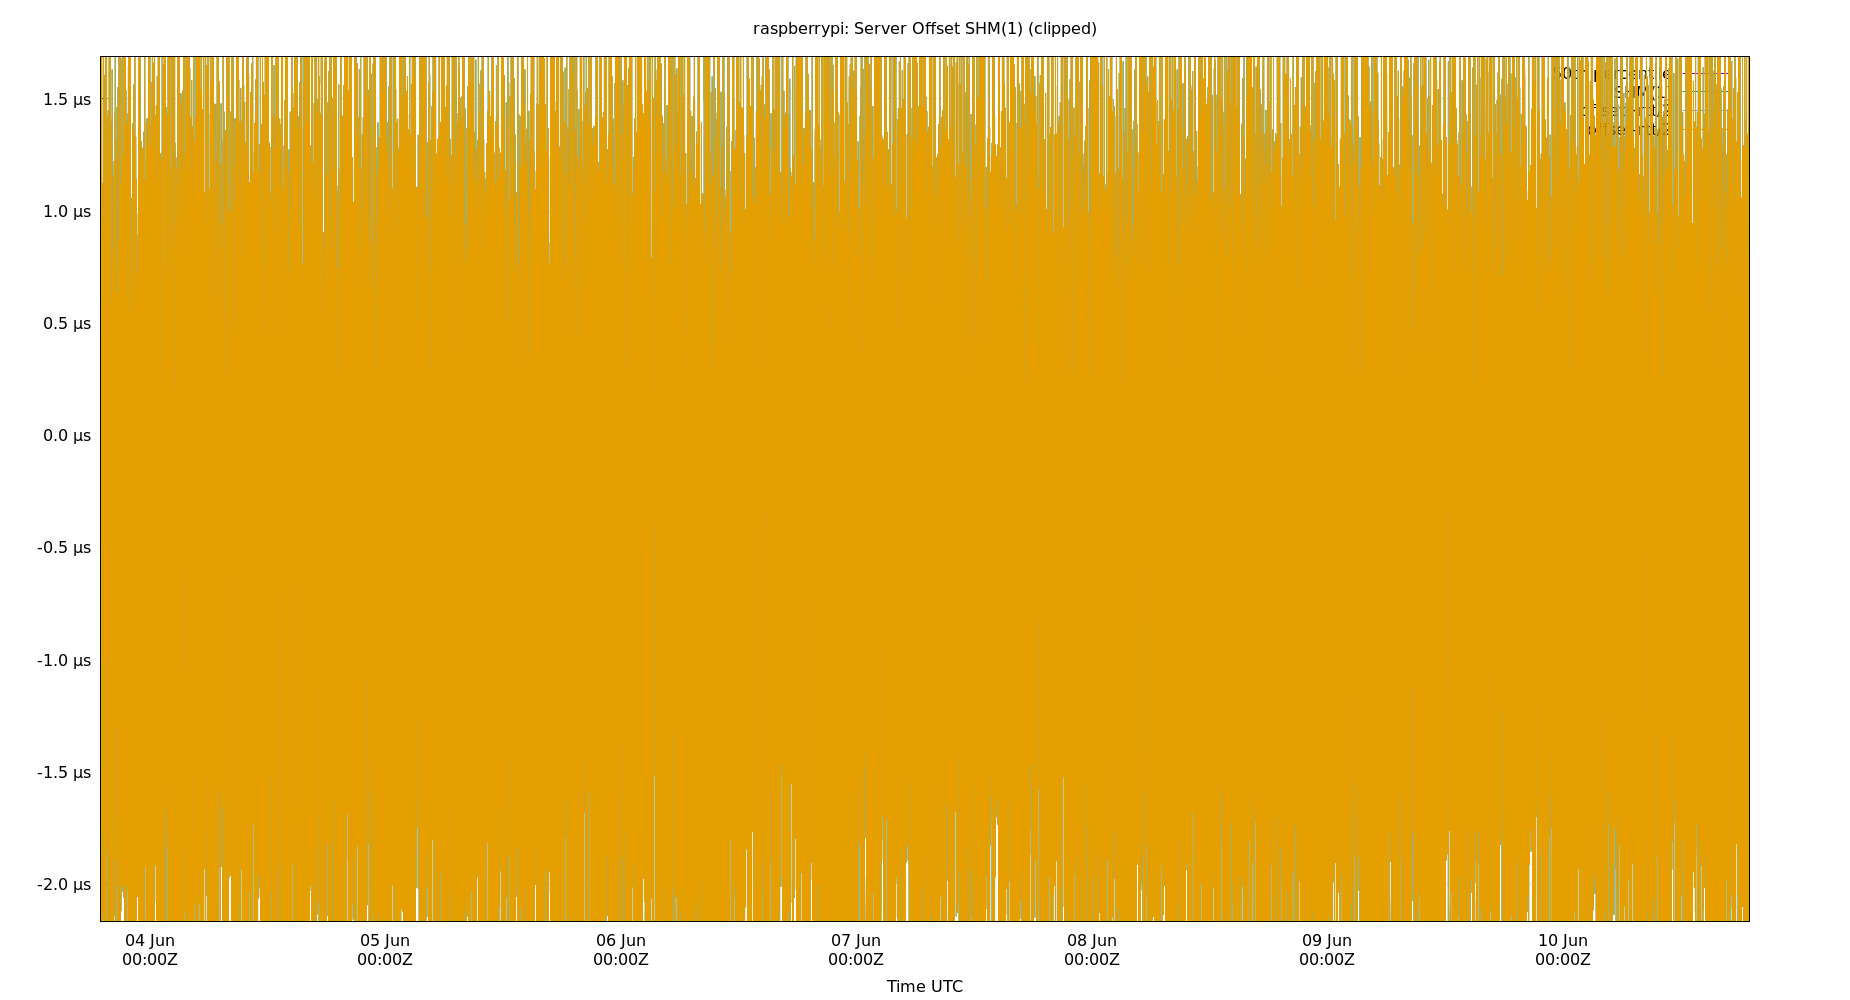 raspberrypi: Server Offset SHM(1) (clipped)
1.5 µs
1.0 µs
0.5 µs
0.0 µs
-0.5 µs
-1.0 µs
-1.5 µs
-2.0 µs
04 Jun 05 Jun 06 Jun 07 Jun 08 Jun 09 Jun 10 Jun
00:00Z 00:00Z 00:00Z 00:00Z 00:00Z 00:00Z 00:00Z
Time UTC